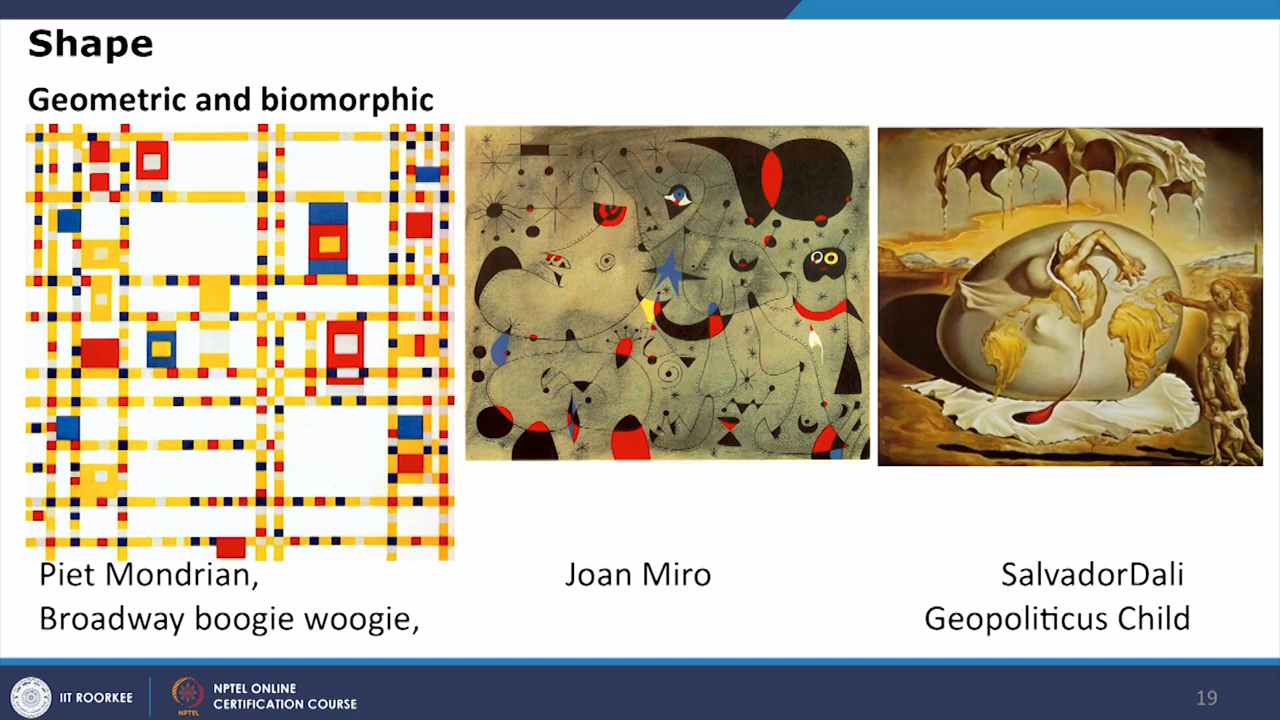 Shape
Geometric and biomorphic
Piet Mondrian,
Broadway boogie woogie,
Joan Miro
SalvadorDali
Geopoliticus Child
IIT ROORKEE
NPTEL
NPTEL ONLINE
CERTIFICATION COURSE
19